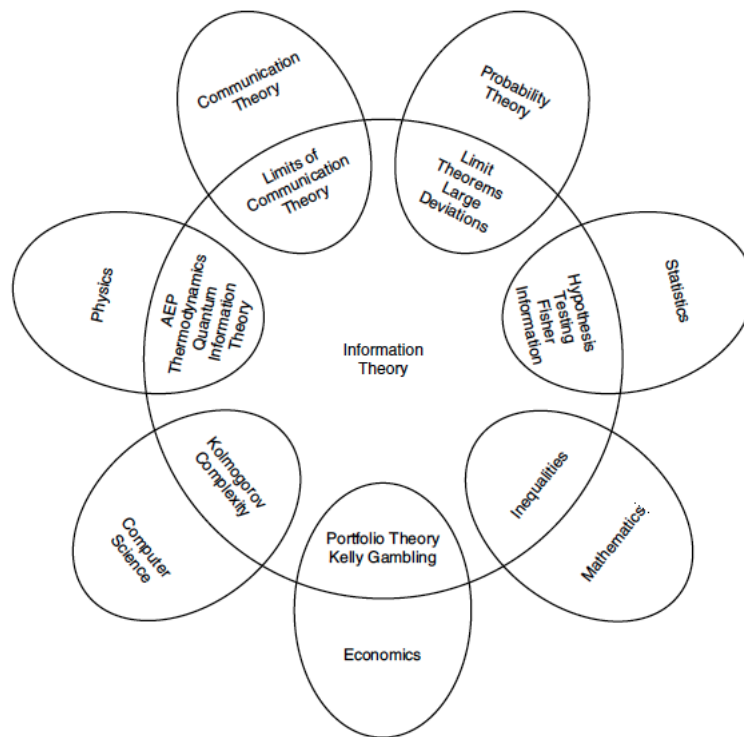 Communication
Theory
Limits of
Communication
Theory
Probability
Theory
Limit
Theorems
Large
Deviations
Physics
AEP
Thermodynamics
Quantum
Information
Theory
Information
Theory
Hypothesis
Testing
Fisher
Information
Statistics
Computer
Science
Kolmogorov
Complexity
Portfolio Theory
Kelly Gambling
Economics
Inequalities
Mathematics